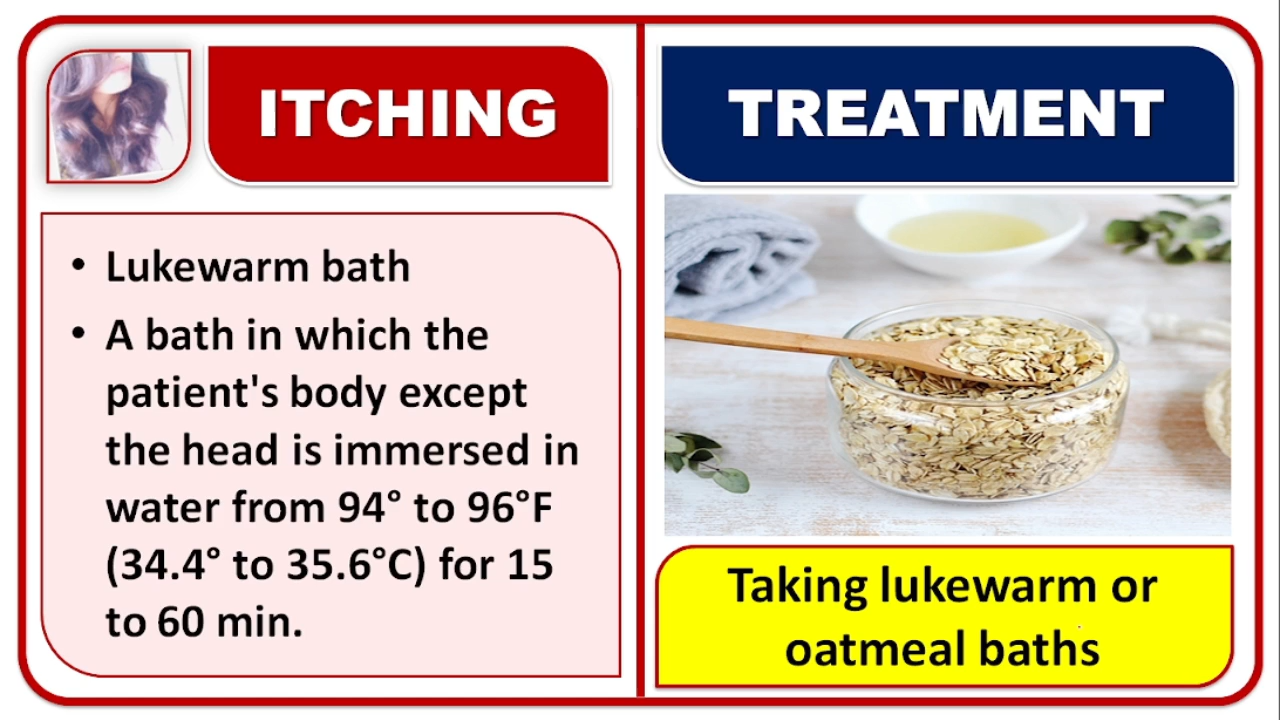 ITCHING
• Lukewarm bath
• A bath in which the
patient's body except
the head is immersed in
water from 94° to 96°F
(34.4° to 35.6°C) for 15
to 60 min.
TREATMENT
Taking lukewarm or
oatmeal baths